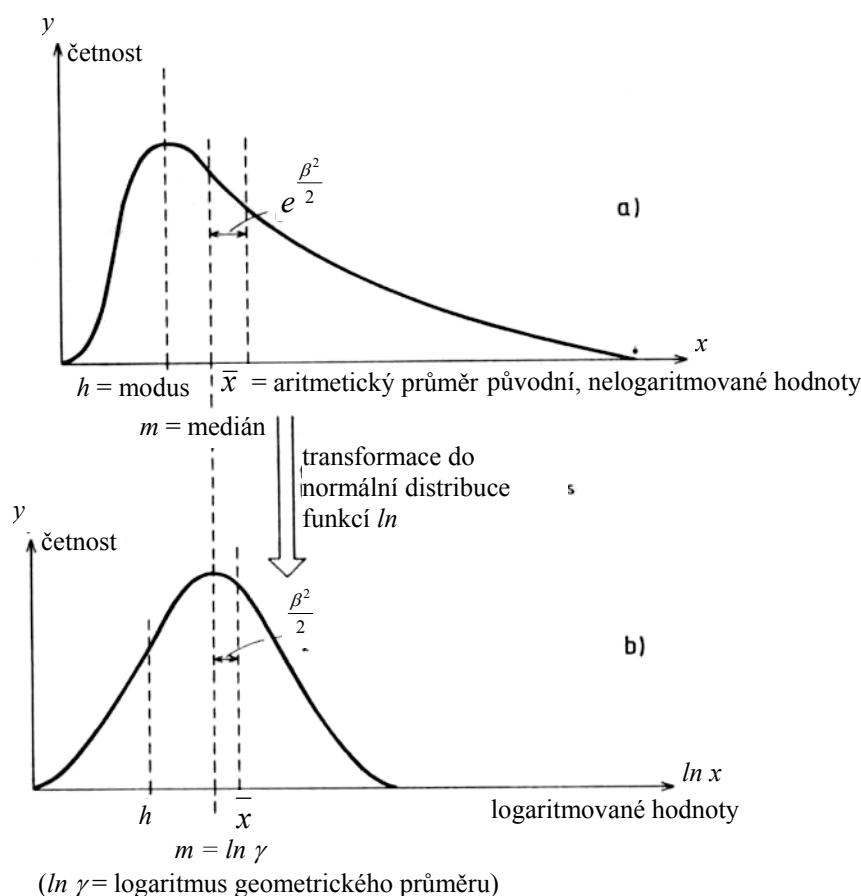 y
četnost
e^(β²/2)
a)
x
h = modus x̄ = aritmetický průměr původní, nelogaritmované hodnoty
m = medián
transformace do
normální distribuce
s
funkcí ln
y
četnost
β²/2
b)
ln x
h x̄ logaritmované hodnoty
m = ln γ
(ln γ = logaritmus geometrického průměru)